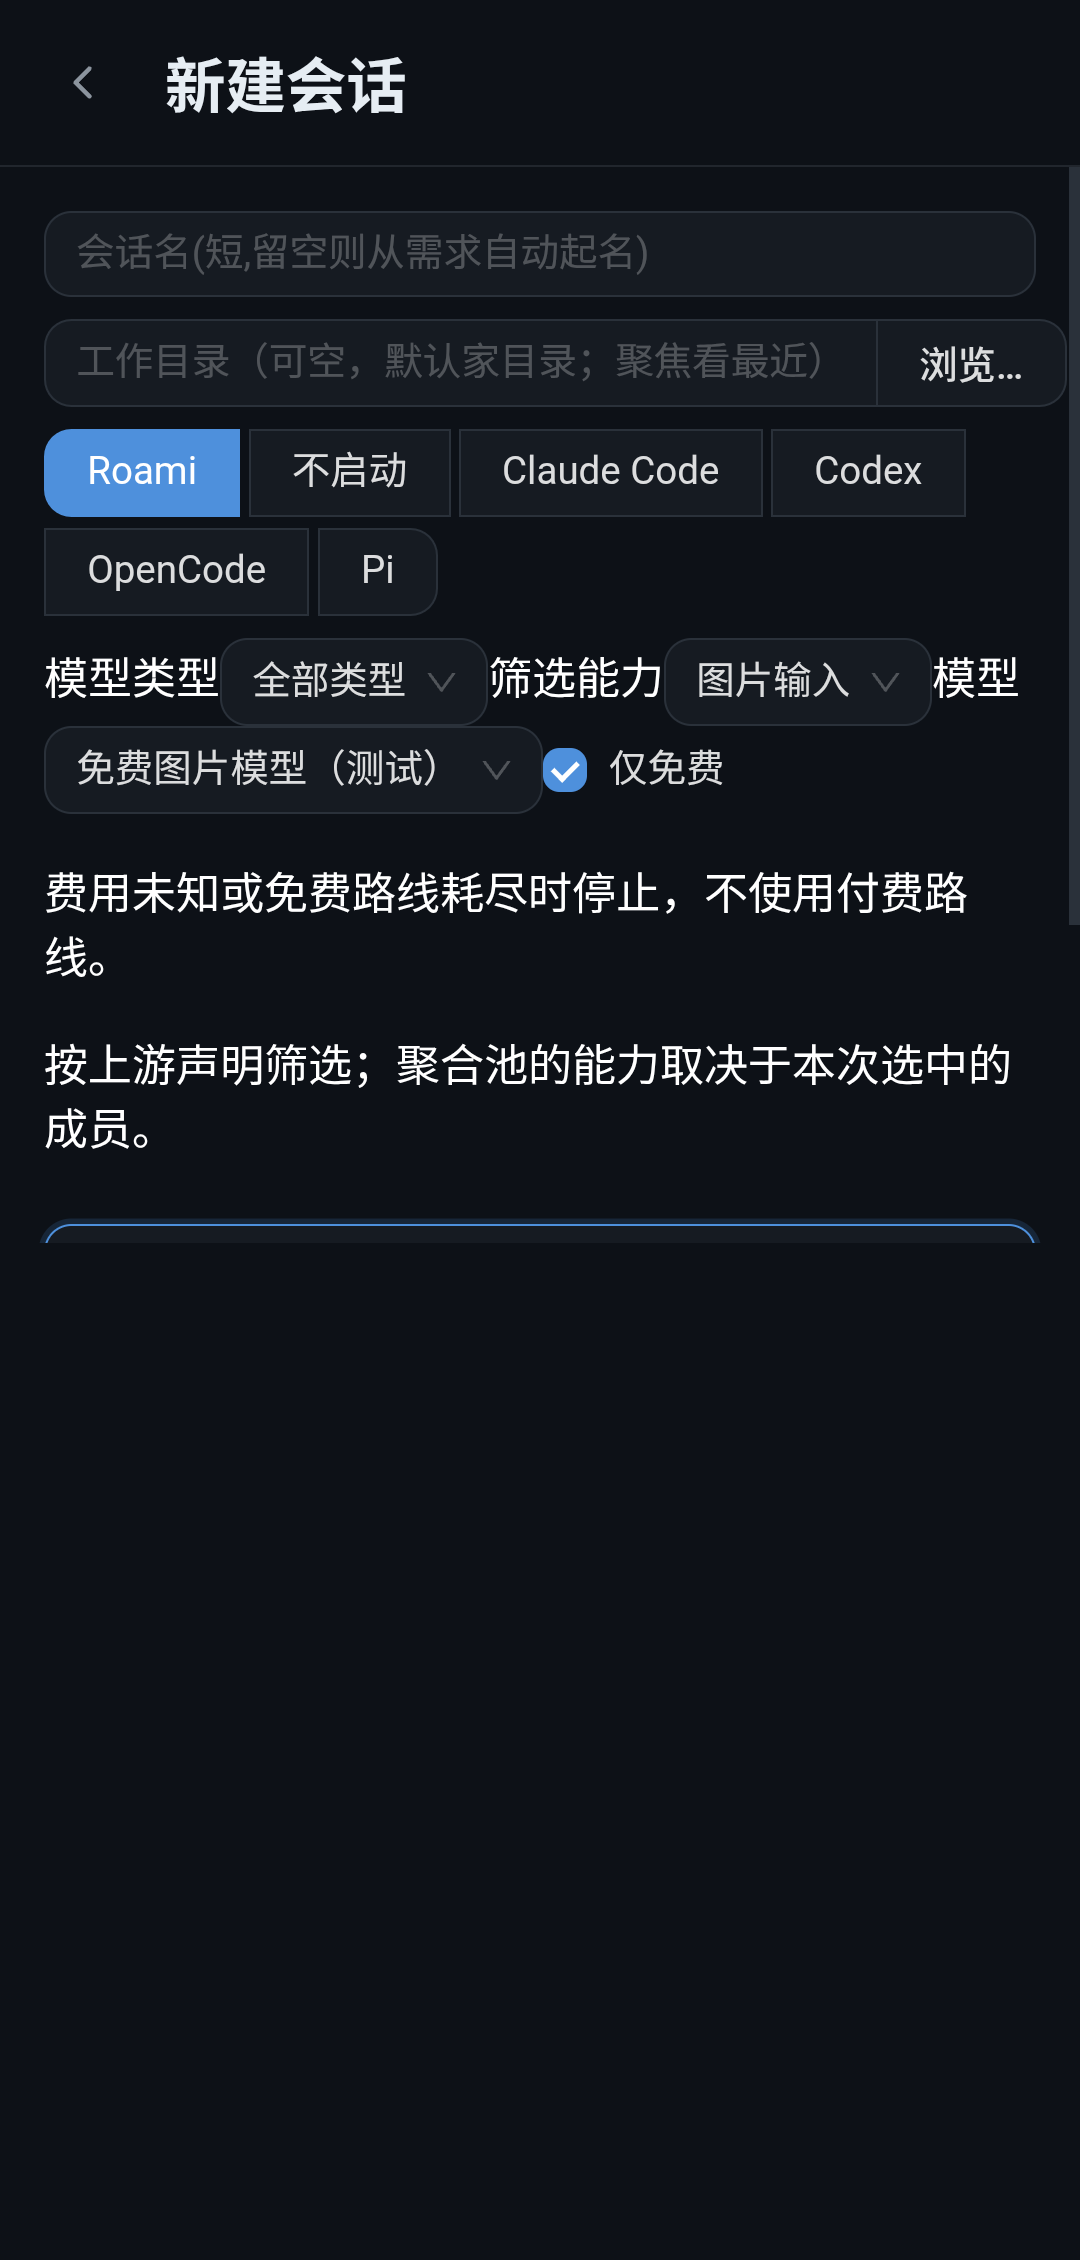 新建会话
会话名(短,留空则从需求自动起名)
工作目录（可空，默认家目录；聚焦看最近） 浏览...
Roami 不启动 Claude Code Codex
OpenCode Pi
模型类型 全部类型 筛选能力 图片输入 模型
免费图片模型（测试） 仅免费
费用未知或免费路线耗尽时停止，不使用付费路
线。
按上游声明筛选；聚合池的能力取决于本次选中的
成员。